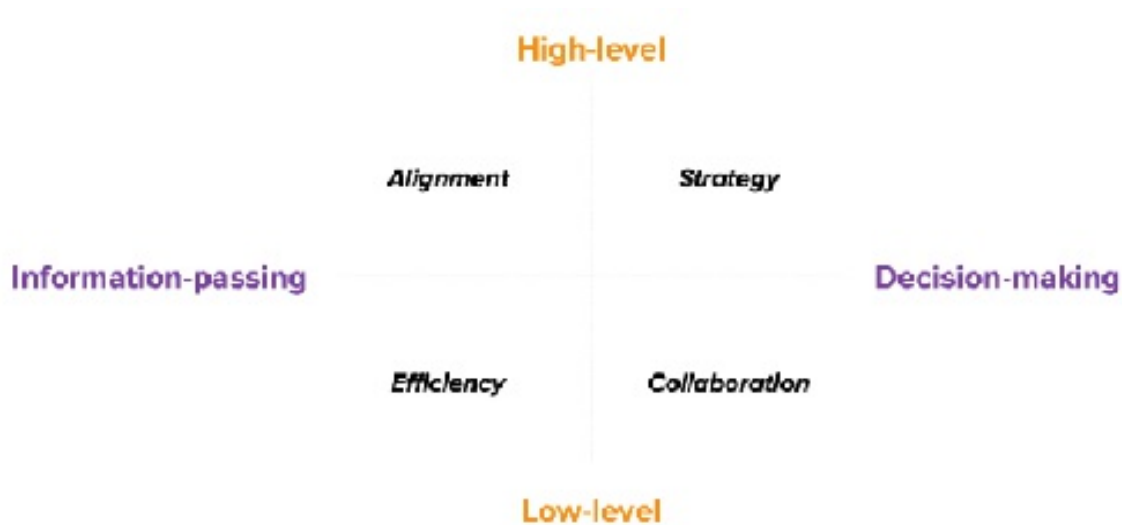 High-level
Alignment Strategy
Information-passing Decision-making
Efficiency Collaboration
Low-level